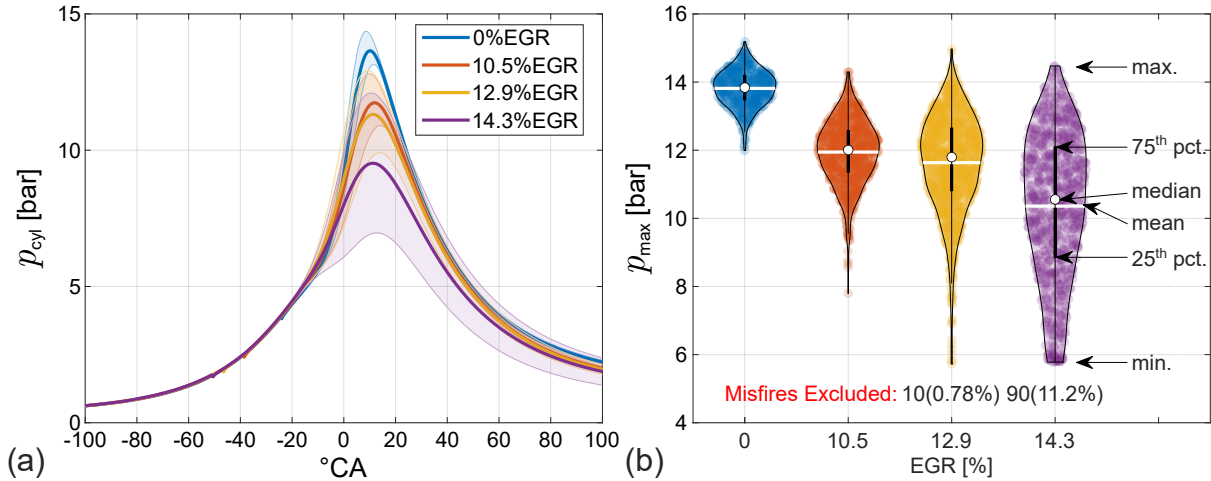 15
10
5
0
-100 -80 -60 -40 -20 0 20 40 60 80 100
°CA
p_cyl [bar]
0%EGR
10.5%EGR
12.9%EGR
14.3%EGR
(a)
16
14
12
10
8
6
4
p_max [bar]
max.
75th pct.
median
mean
25th pct.
min.
Misfires Excluded: 10(0.78%) 90(11.2%)
0 10.5 12.9 14.3
EGR [%]
(b)